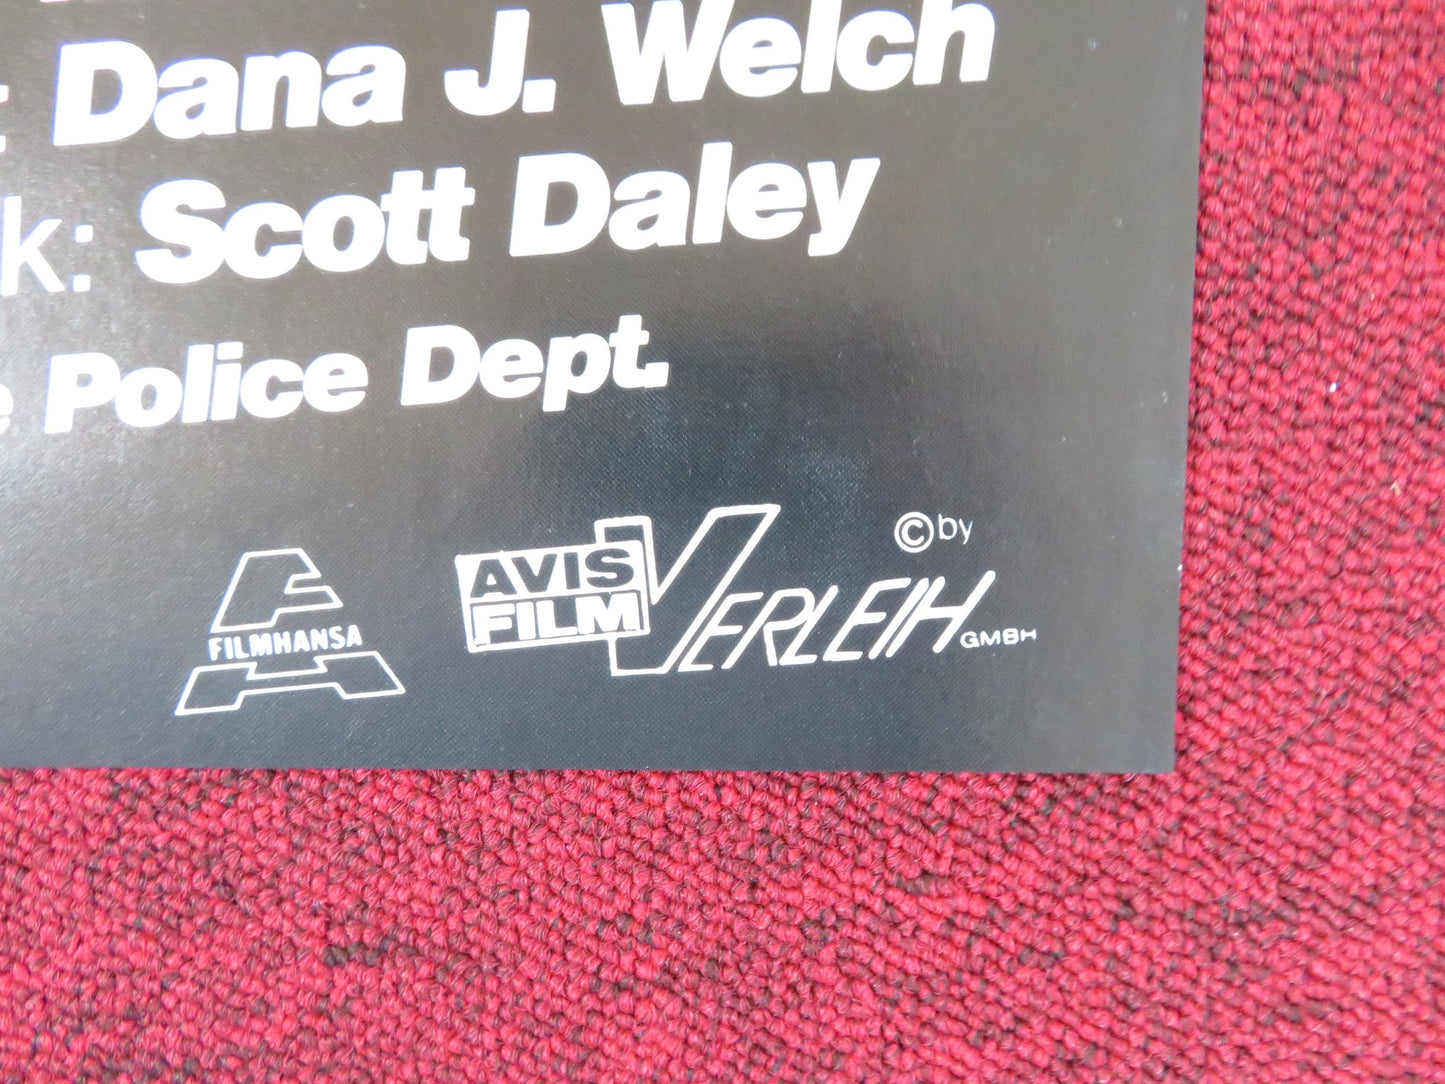 : Dana J. Welch
k: Scott Daley
e Police Dept.
FILMHANSA
AVIS
FILM
VERLEIH GMBH
© by